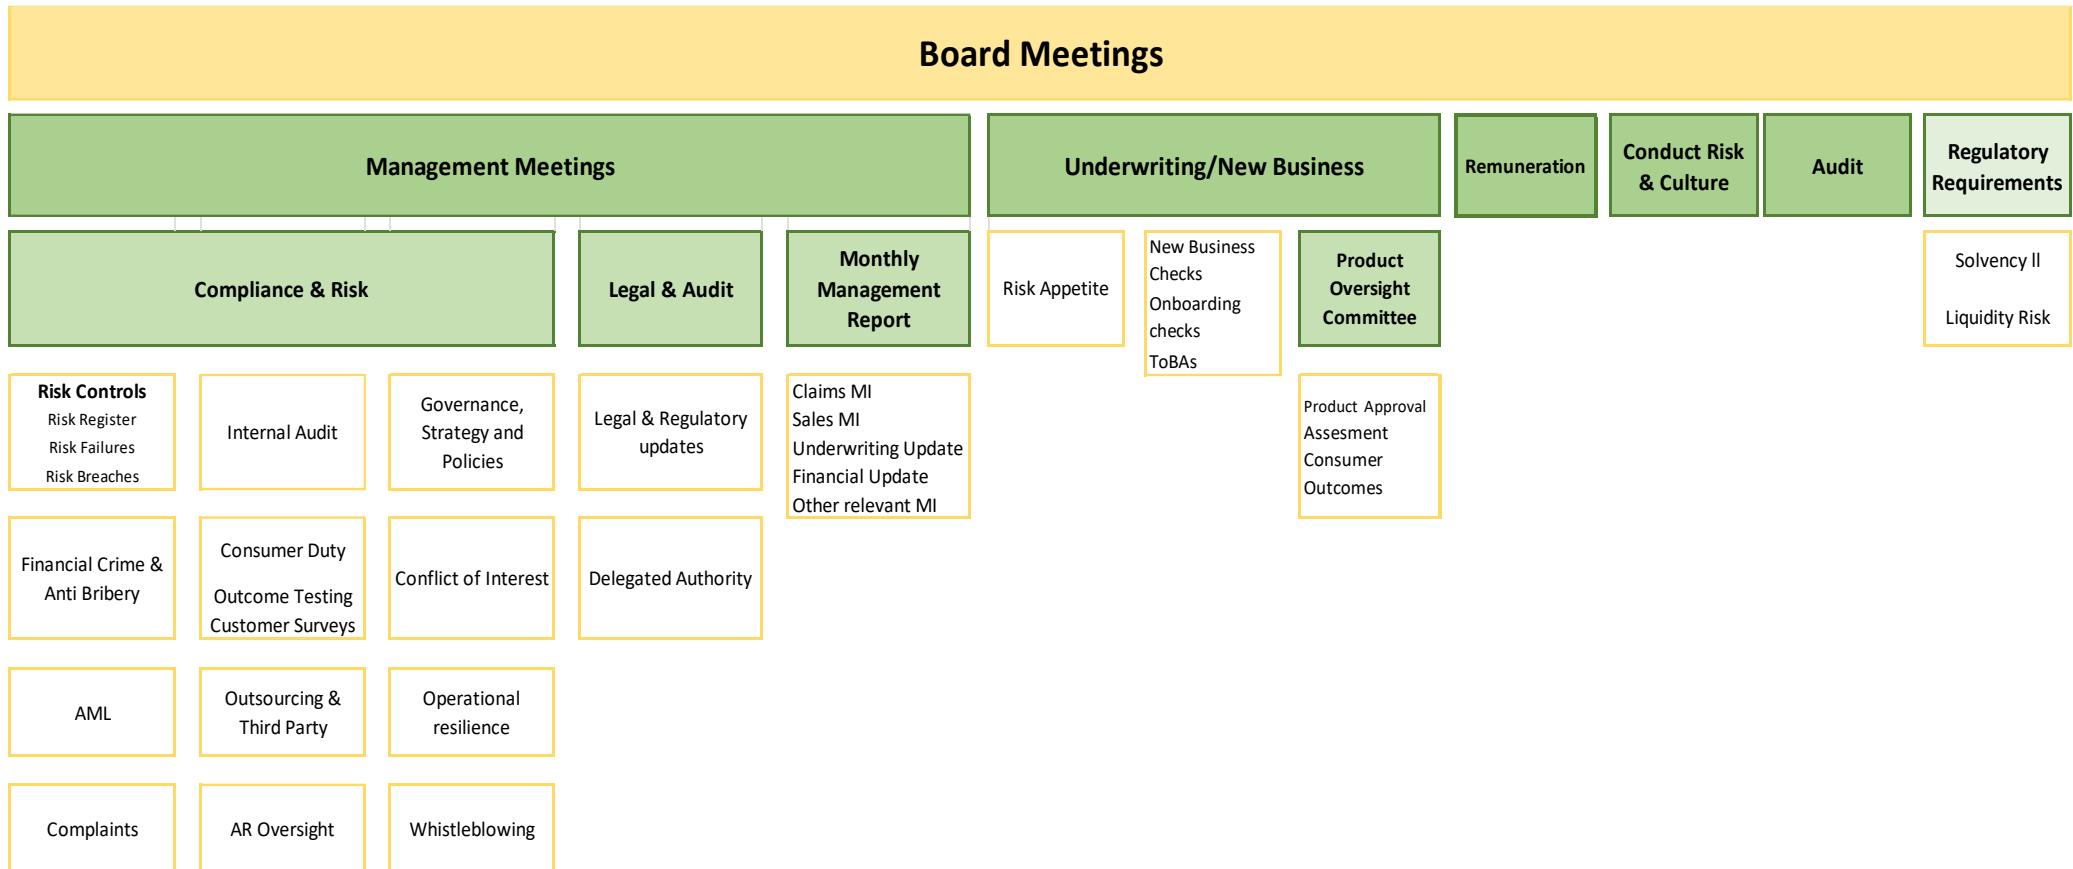 Board Meetings
Management Meetings
Underwriting/New Business
Remuneration
Conduct Risk
& Culture
Audit
Regulatory
Requirements
Compliance & Risk
Legal & Audit
Monthly
Management
Report
Risk Appetite
New Business
Checks
Onboarding
checks
ToBAs
Product
Oversight
Committee
Solvency ll
Liquidity Risk
Risk Controls
Risk Register
Risk Failures
Risk Breaches
Internal Audit
Governance,
Strategy and
Policies
Legal & Regulatory
updates
Claims MI
Sales MI
Underwriting Update
Financial Update
Other relevant MI
Product Approval
Assesment
Consumer
Outcomes
Financial Crime &
Anti Bribery
Consumer Duty
Outcome Testing
Customer Surveys
Conflict of Interest
Delegated Authority
AML
Outsourcing &
Third Party
Operational
resilience
Complaints
AR Oversight
Whistleblowing